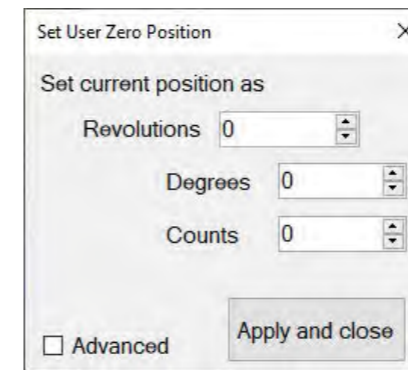 Set User Zero Position
Set current position as
Revolutions 0
Degrees 0
Counts 0
Advanced
Apply and close